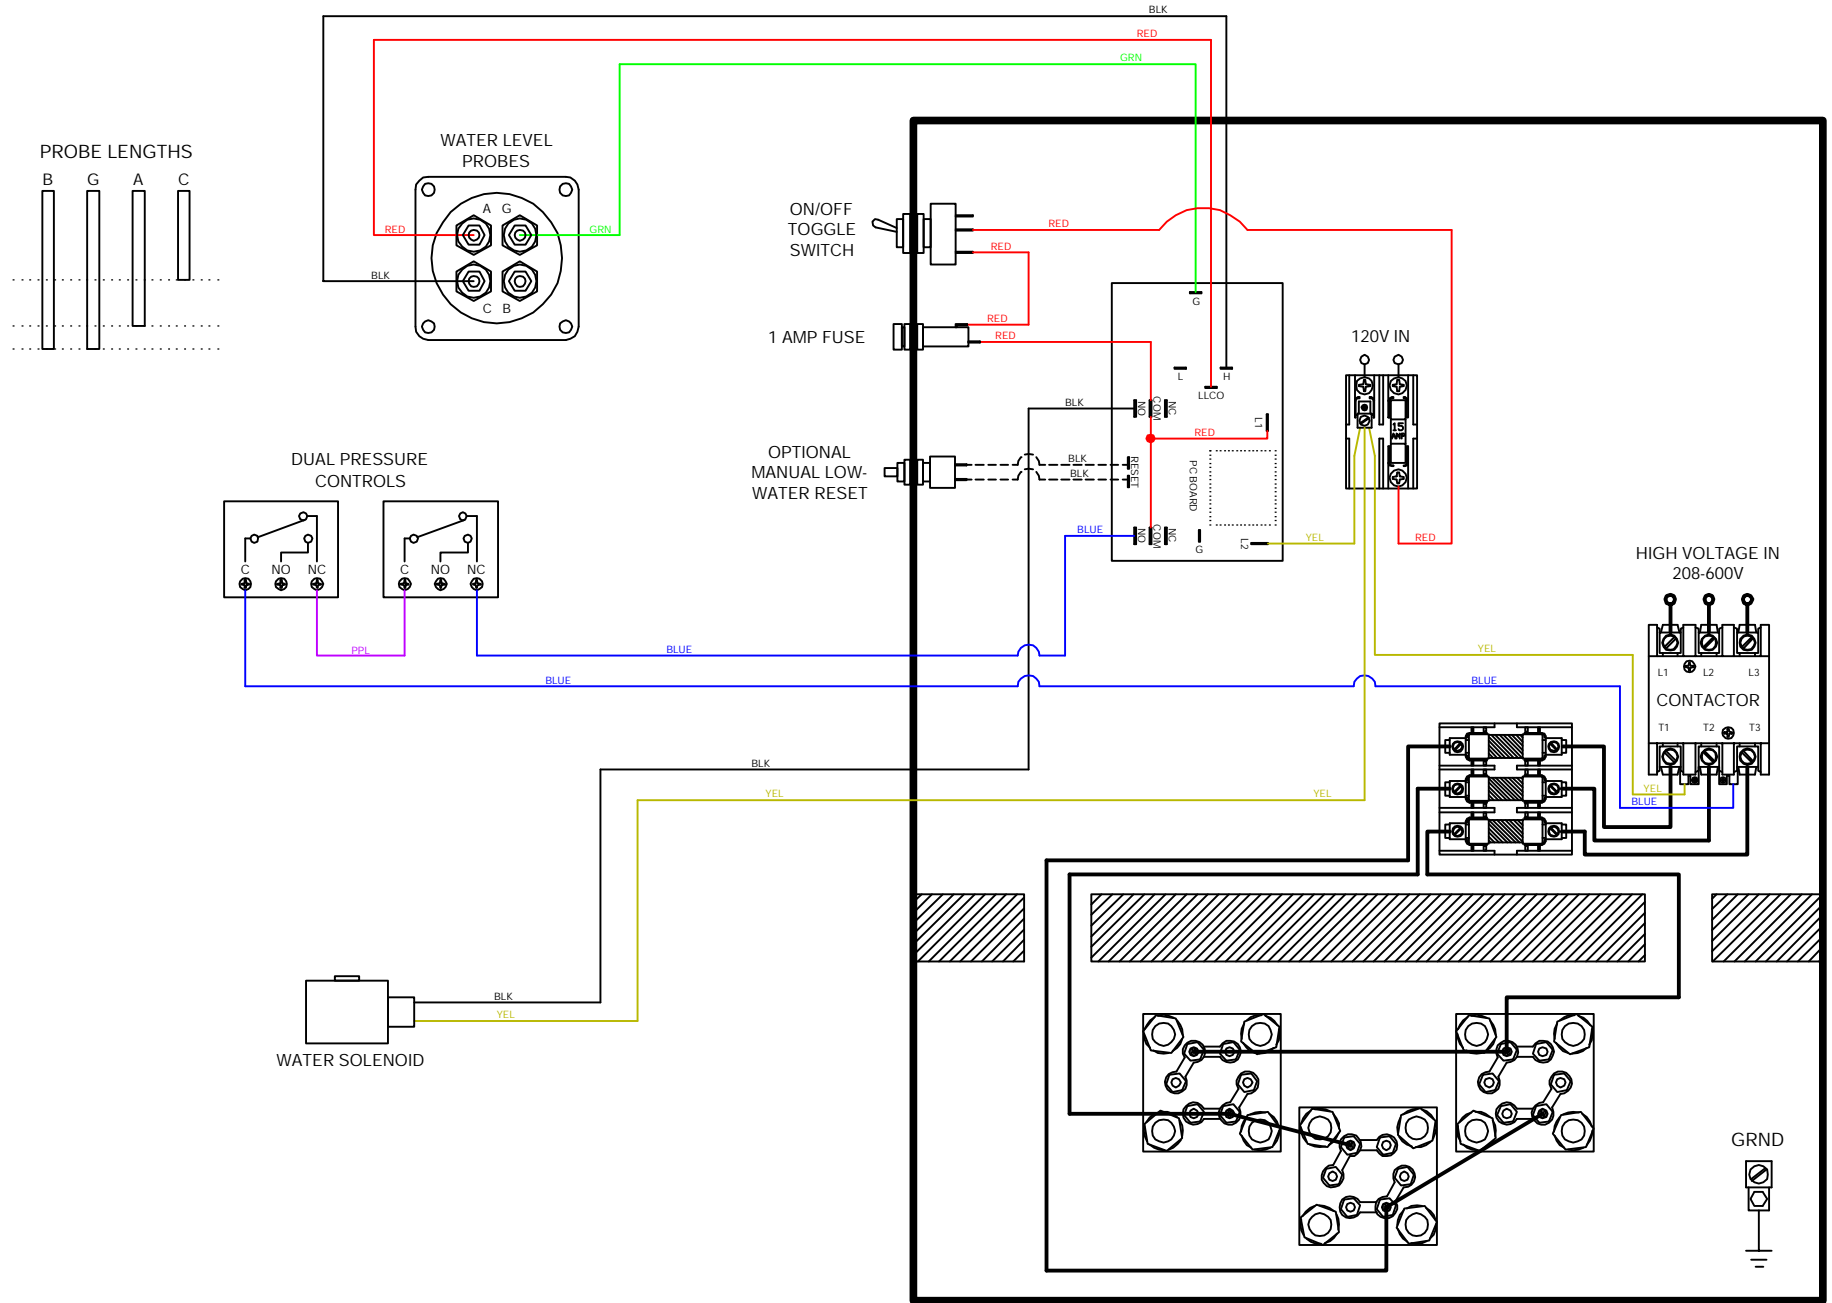 BLK
RED
GRN
PROBE LENGTHS
B G A C
WATER LEVEL
PROBES
A G
C B
RED
GRN
BLK
ON/OFF
TOGGLE
SWITCH
RED
RED
1 AMP FUSE
RED
RED
G
L
H
LLCO
NO
COM
NC
L1
BLK
RED
120V IN
15
AMP
OPTIONAL
MANUAL LOW-
WATER RESET
BLK
BLK
RESET
PC BOARD
BLUE
NO
COM
NC
G
L2
YEL
RED
DUAL PRESSURE
CONTROLS
C NO NC
C NO NC
PPL
BLUE
BLUE
HIGH VOLTAGE IN
208-600V
YEL
BLUE
L1 L2 L3
CONTACTOR
T1 T2 T3
YEL
BLUE
BLK
YEL
YEL
BLK
YEL
WATER SOLENOID
GRND